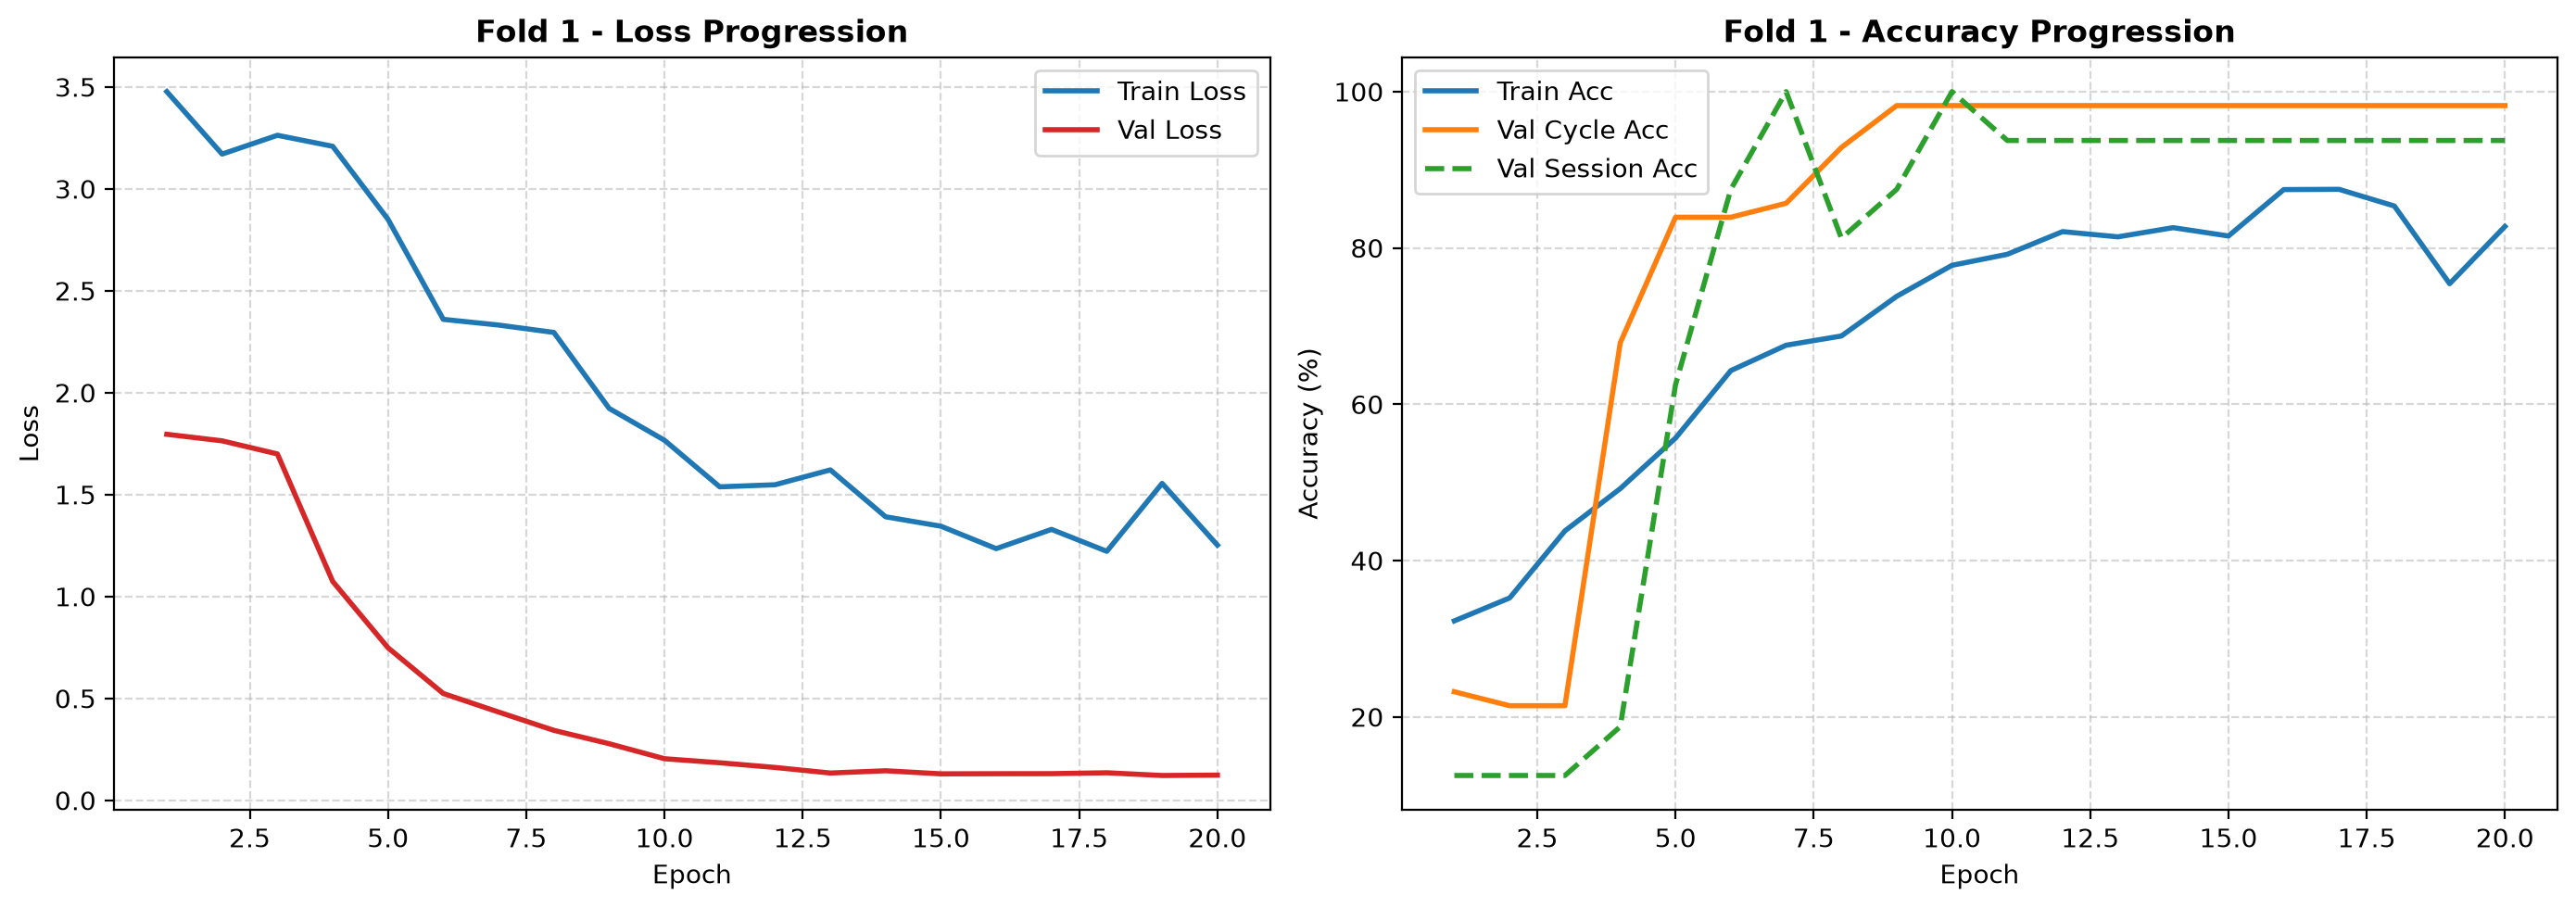 Fold 1 - Loss Progression
3.5
3.0
2.5
2.0
1.5
1.0
0.5
0.0
Loss
Train Loss
Val Loss
2.5 5.0 7.5 10.0 12.5 15.0 17.5 20.0
Epoch
Fold 1 - Accuracy Progression
100
80
60
40
20
Accuracy (%)
Train Acc
Val Cycle Acc
Val Session Acc
2.5 5.0 7.5 10.0 12.5 15.0 17.5 20.0
Epoch